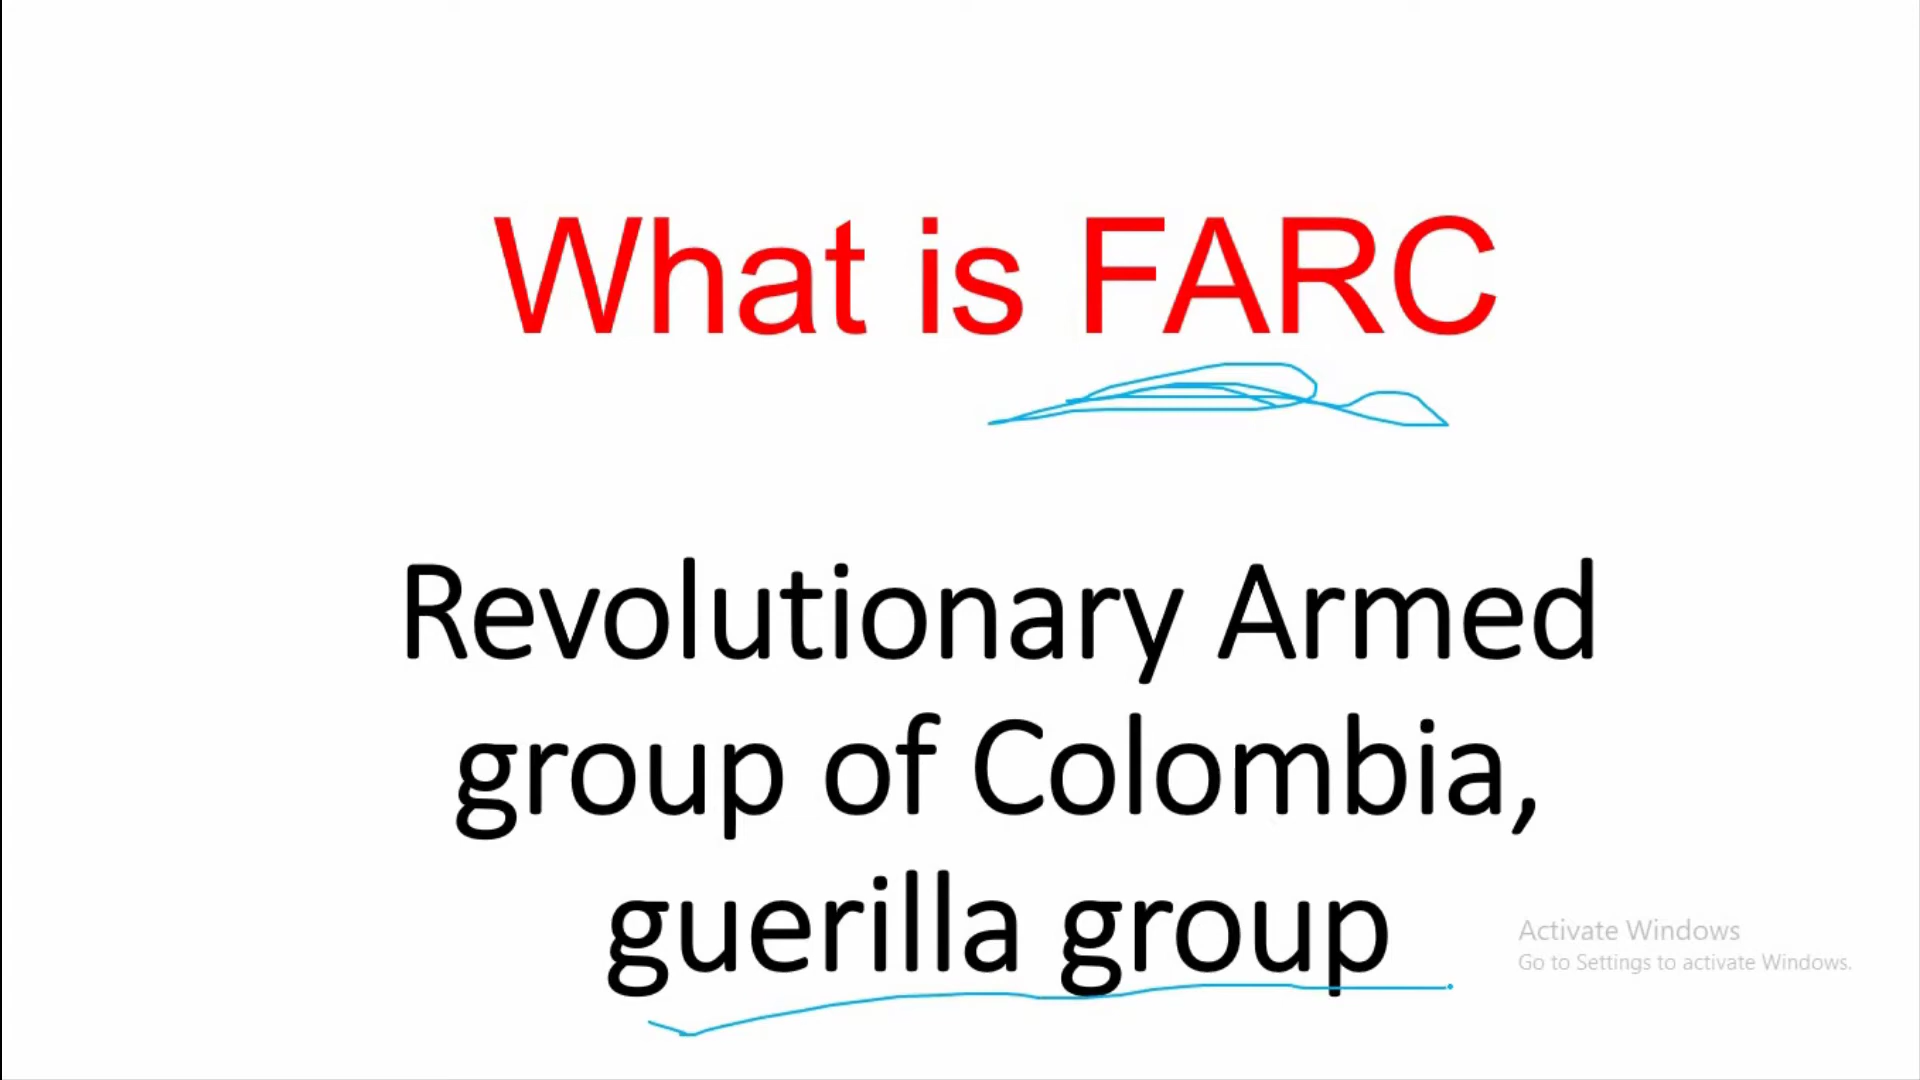 What is FARC
Revolutionary Armed
group of Colombia,
guerilla group
Activate Windows
Go to Settings to activate Windows.